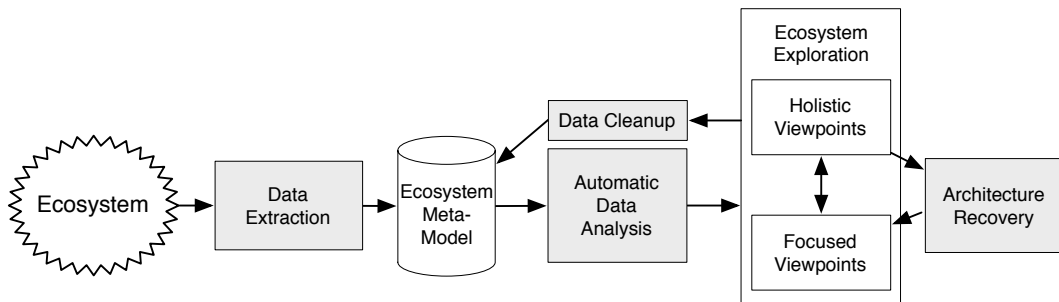 Ecosystem
Data
Extraction
Ecosystem
Meta-
Model
Data Cleanup
Automatic
Data
Analysis
Ecosystem
Exploration
Holistic
Viewpoints
Focused
Viewpoints
Architecture
Recovery